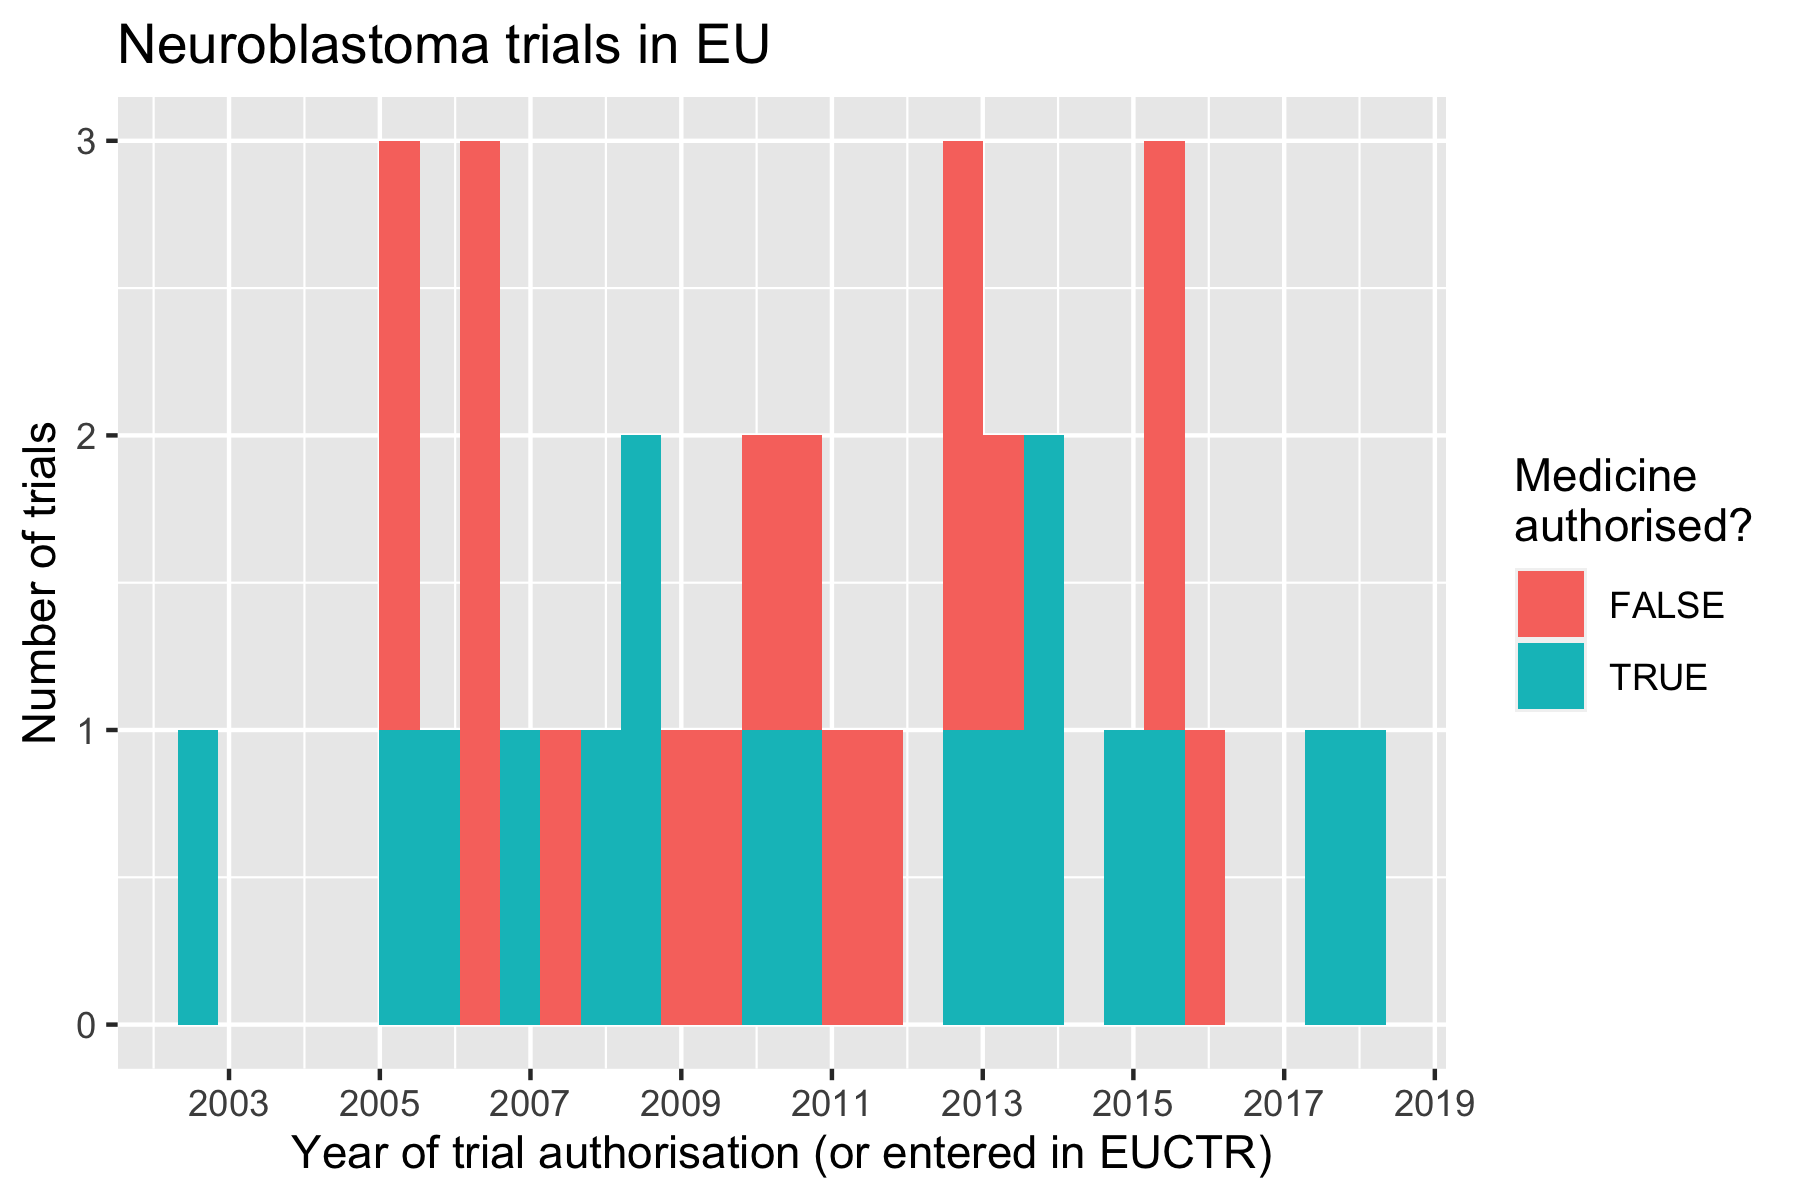 Neuroblastoma trials in EU
3
2
1
0
Number of trials
2003 2005 2007 2009 2011 2013 2015 2017 2019
Year of trial authorisation (or entered in EUCTR)
Medicine
authorised?
FALSE
TRUE